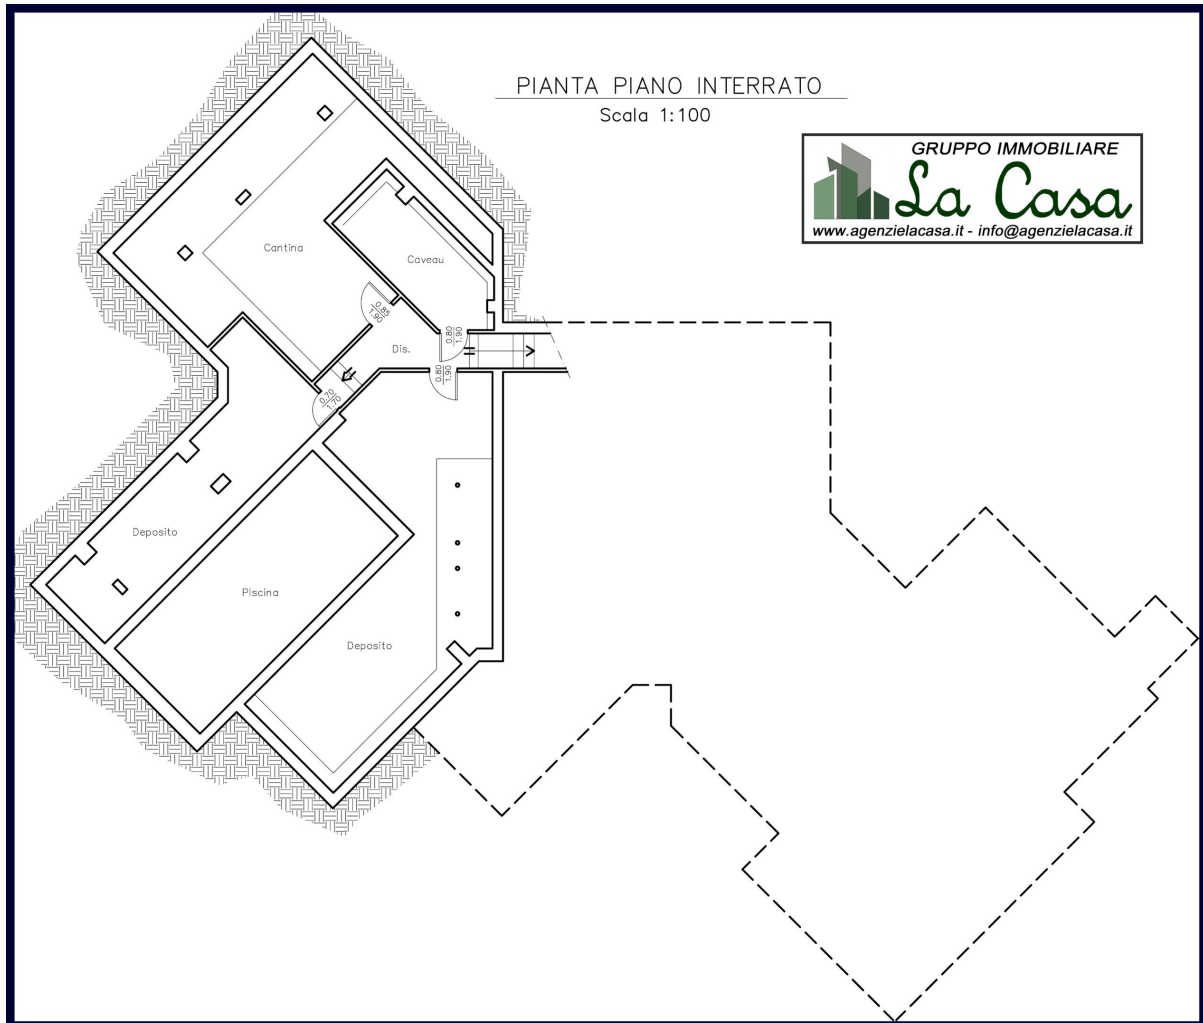 PIANTA PIANO INTERRATO
Scala 1:100
GRUPPO IMMOBILIARE
La Casa
www.agenzielacasa.it - info@agenzielacasa.it
Cantina
Caveau
0.85
1.90
0.80
1.90
Dis.
0.80
1.90
0.70
1.70
Deposito
Piscina
Deposito